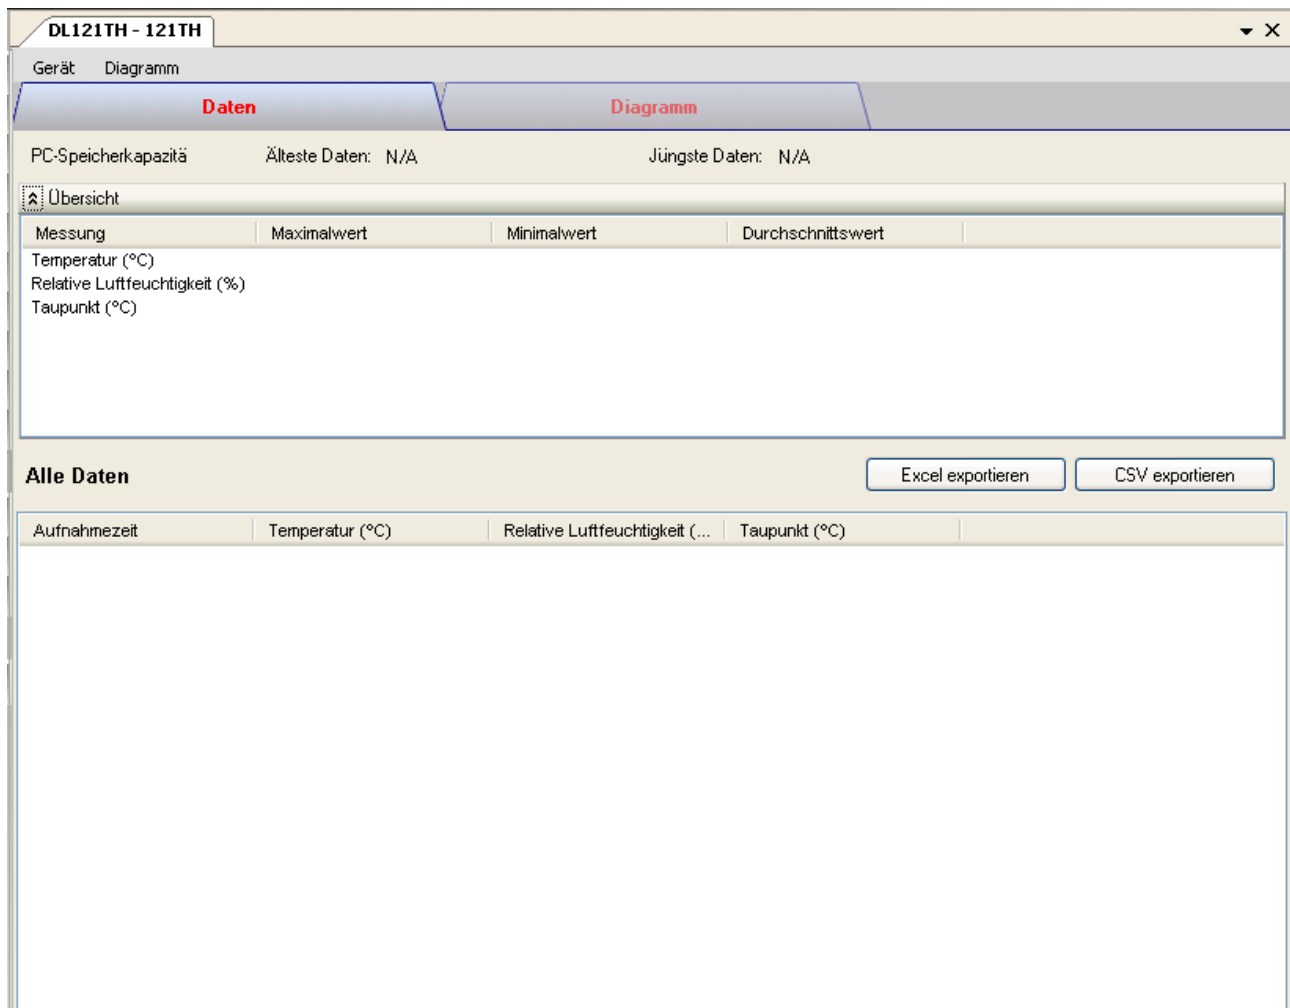 DL121TH - 121TH
Gerät Diagramm
Daten Diagramm
PC-Speicherkapazitä Älteste Daten: N/A Jüngste Daten: N/A
Übersicht
Messung Maximalwert Minimalwert Durchschnittswert
Temperatur (°C)
Relative Luftfeuchtigkeit (%)
Taupunkt (°C)
Alle Daten Excel exportieren CSV exportieren
Aufnahmezeit Temperatur (°C) Relative Luftfeuchtigkeit (... Taupunkt (°C)